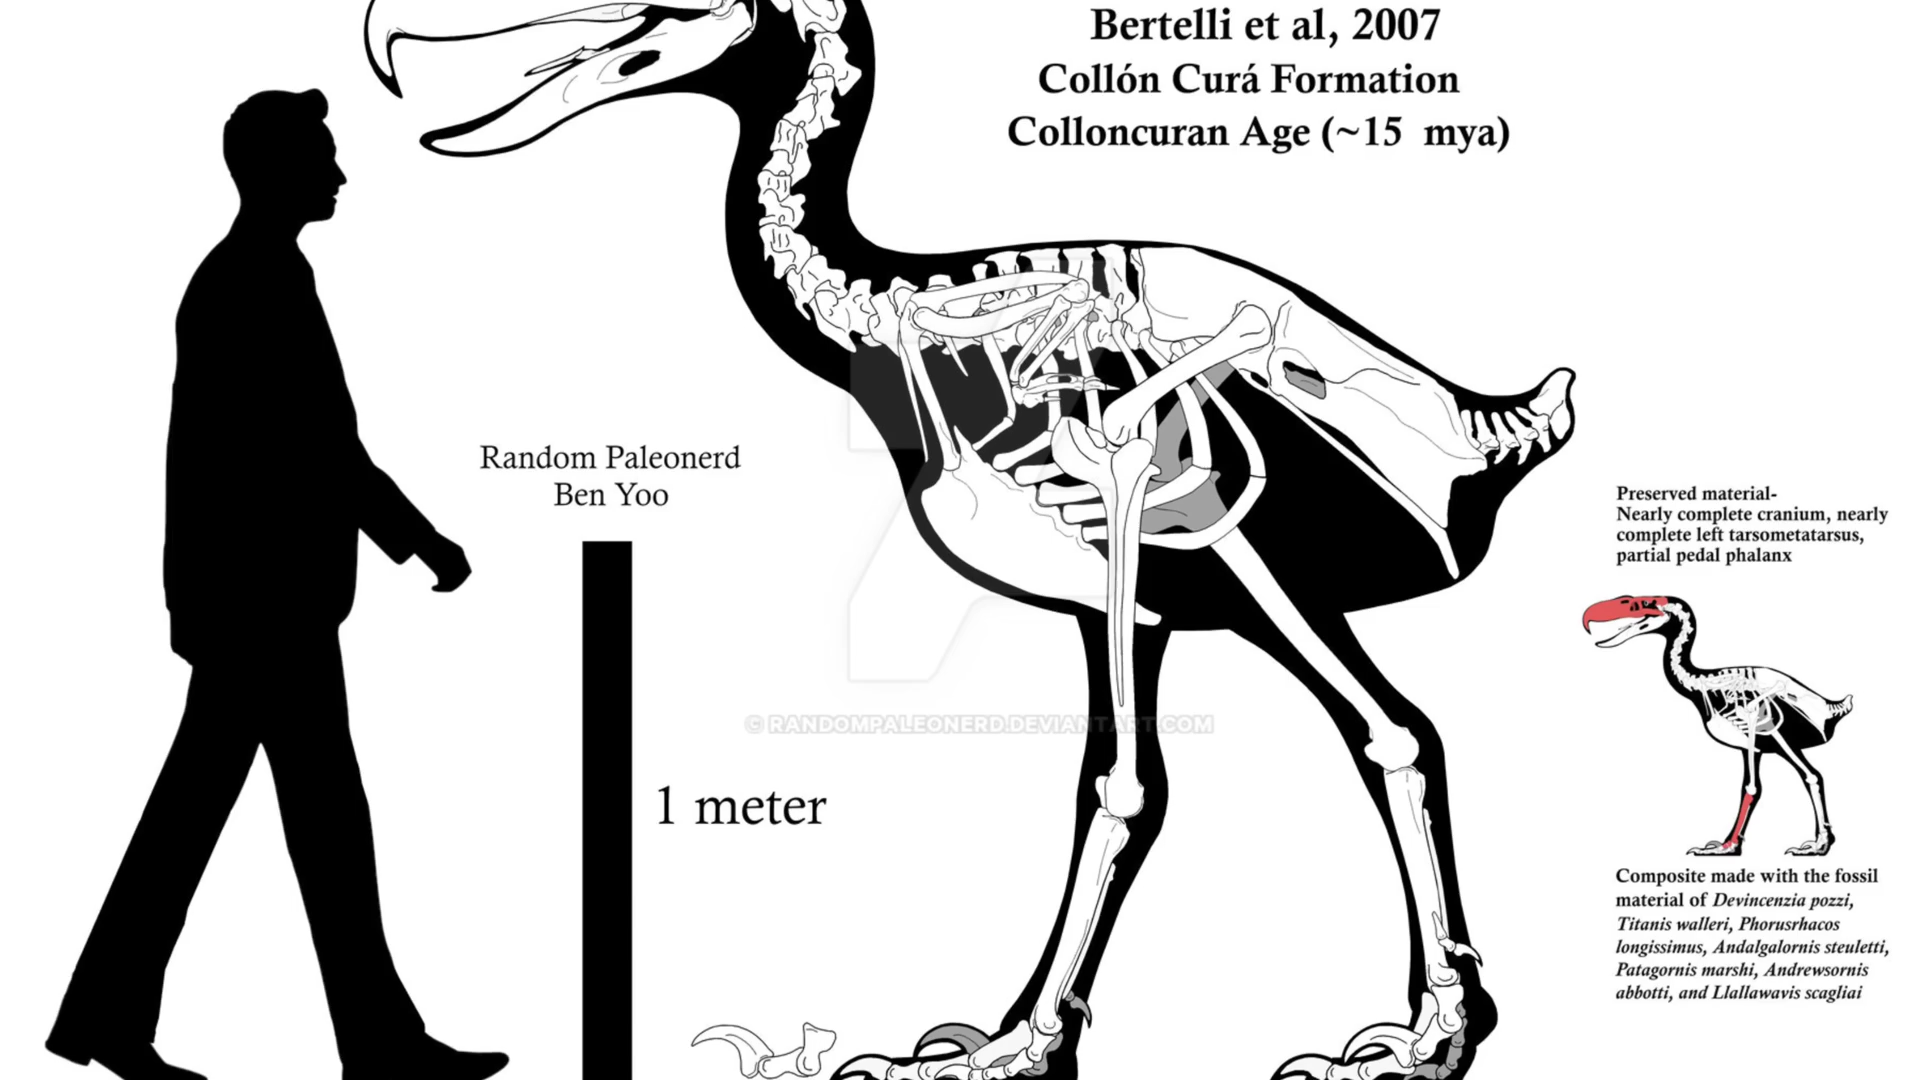 Bertelli et al, 2007
Collón Curá Formation
Colloncuran Age (~15 mya)
Random Paleonerd
Ben Yoo
1 meter
© RANDOMPALEONERD.DEVIANTART.COM
Preserved material-
Nearly complete cranium, nearly
complete left tarsometatarsus,
partial pedal phalanx
Composite made with the fossil
material of Devincenzia pozzi,
Titanis walleri, Phorusrhacos
longissimus, Andalgalornis steuletti,
Patagornis marshi, Andrewsornis
abbotti, and Llallawavis scagliai